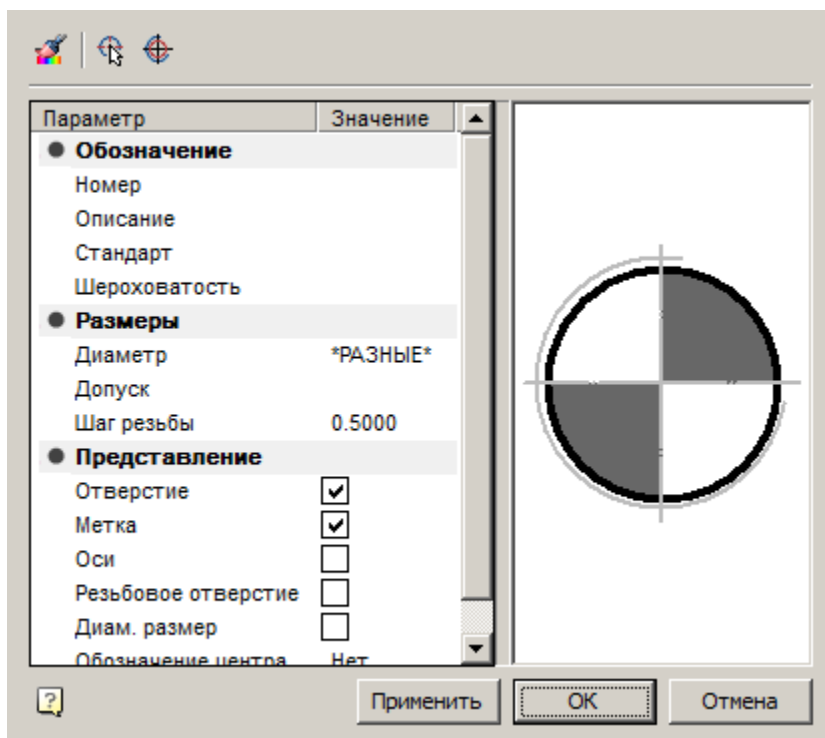 Параметр Значение
Обозначение
Номер
Описание
Стандарт
Шероховатость
Размеры
Диаметр *РАЗНЫЕ*
Допуск
Шаг резьбы 0.5000
Представление
Отверстие
Метка
Оси
Резьбовое отверстие
Диам. размер
Обозначение центра Нет
? Применить ОК Отмена